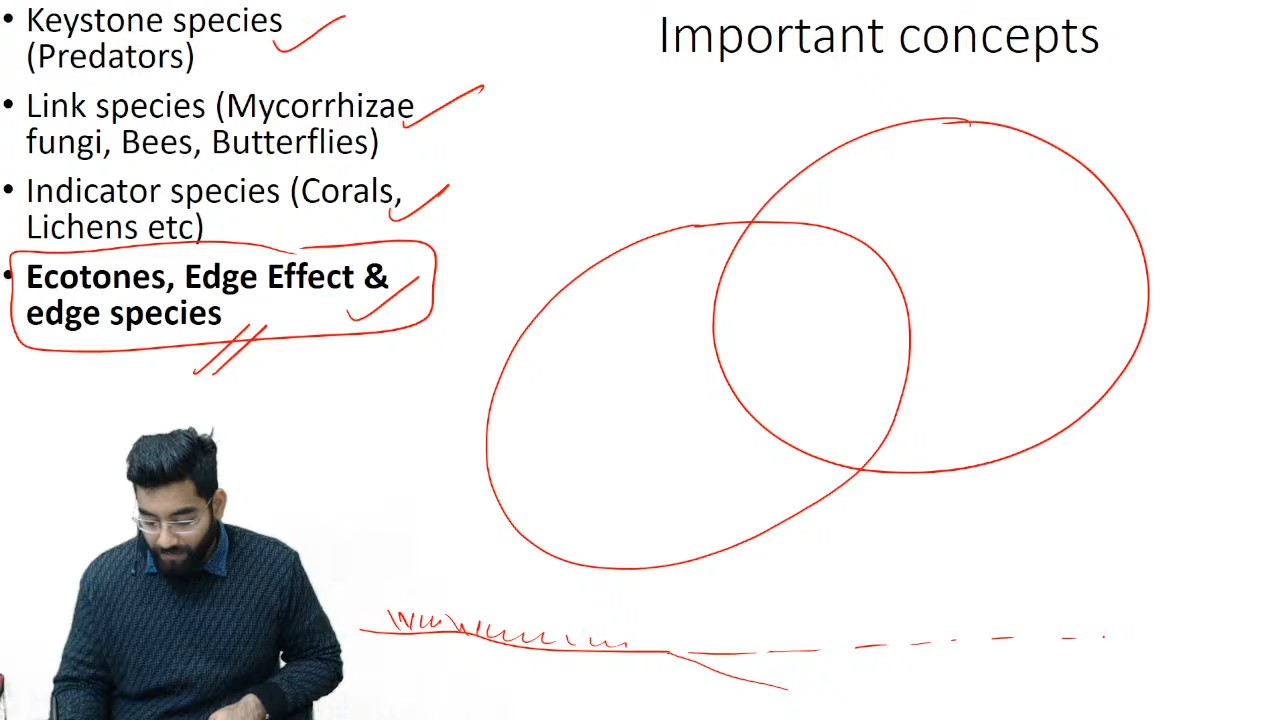 Important concepts
• Keystone species
(Predators)
• Link species (Mycorrhizae
fungi, Bees, Butterflies)
• Indicator species (Corals,
Lichens etc)
• Ecotones, Edge Effect &
edge species